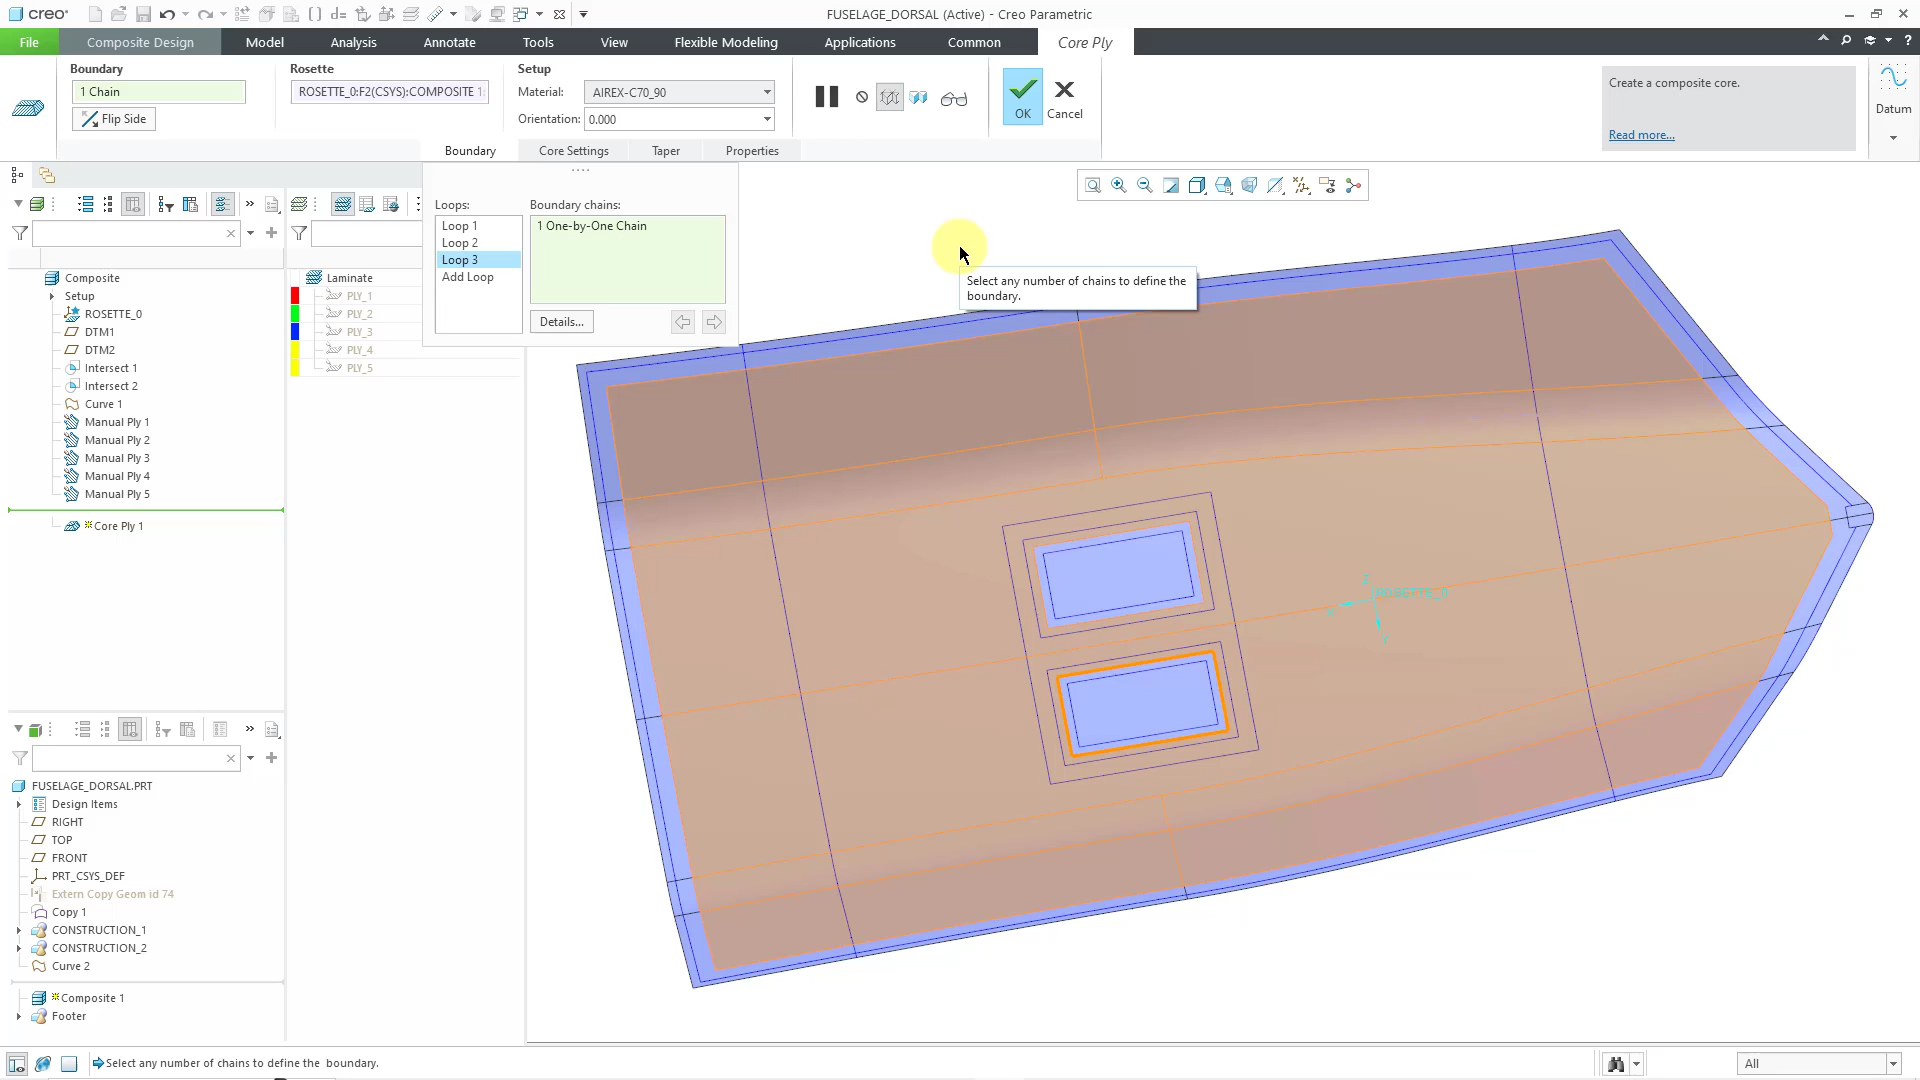 creo
FUSELAGE_DORSAL (Active) - Creo Parametric
File
Composite Design
Model
Analysis
Annotate
Tools
View
Flexible Modeling
Applications
Common
Core Ply
Boundary
1 Chain
Flip Side
Rosette
ROSETTE_0:F2(CSYS):COMPOSITE 1:
Setup
Material:
AIREX-C70_90
Orientation:
0.000
OK
Cancel
Create a composite core.
Read more...
Datum
Boundary
Core Settings
Taper
Properties
Loops:
Loop 1
Loop 2
Loop 3
Add Loop
Boundary chains:
1 One-by-One Chain
Details...
Select any number of chains to define the
boundary.
Composite
Setup
ROSETTE_0
DTM1
DTM2
Intersect 1
Intersect 2
Curve 1
Manual Ply 1
Manual Ply 2
Manual Ply 3
Manual Ply 4
Manual Ply 5
Core Ply 1
Laminate
PLY_1
PLY_2
PLY_3
PLY_4
PLY_5
Z
ROSETTE_0
Y
FUSELAGE_DORSAL.PRT
Design Items
RIGHT
TOP
FRONT
PRT_CSYS_DEF
Extern Copy Geom id 74
Copy 1
CONSTRUCTION_1
CONSTRUCTION_2
Curve 2
Composite 1
Footer
Select any number of chains to define the boundary.
All